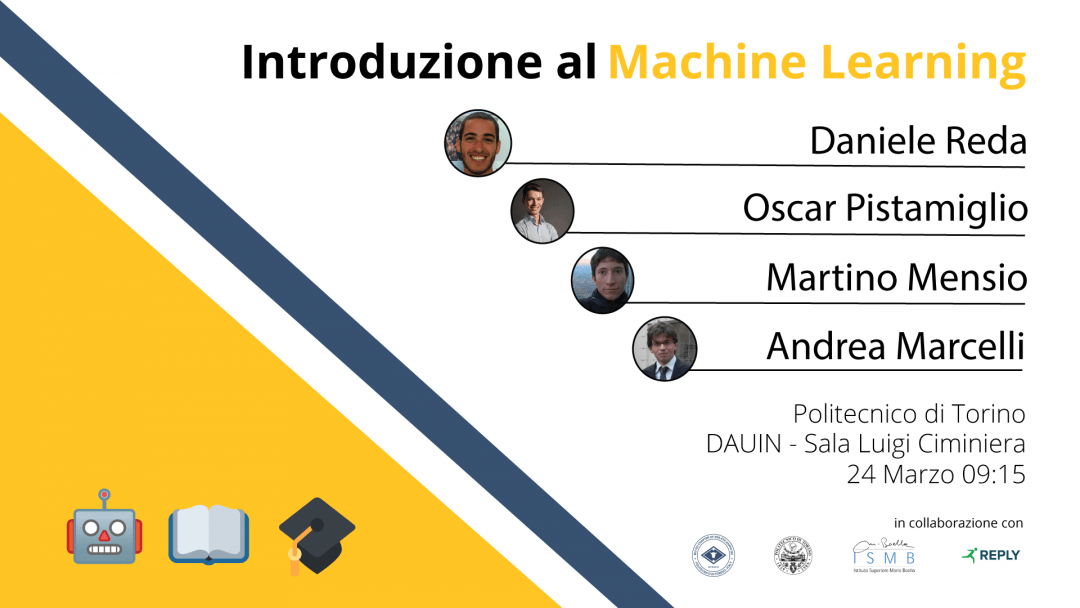 Introduzione al Machine Learning
Daniele Reda
Oscar Pistamiglio
Martino Mensio
Andrea Marcelli
Politecnico di Torino
DAUIN - Sala Luigi Ciminiera
24 Marzo 09:15
in collaborazione con
ISMB
Istituto Superiore Mario Boella
REPLY